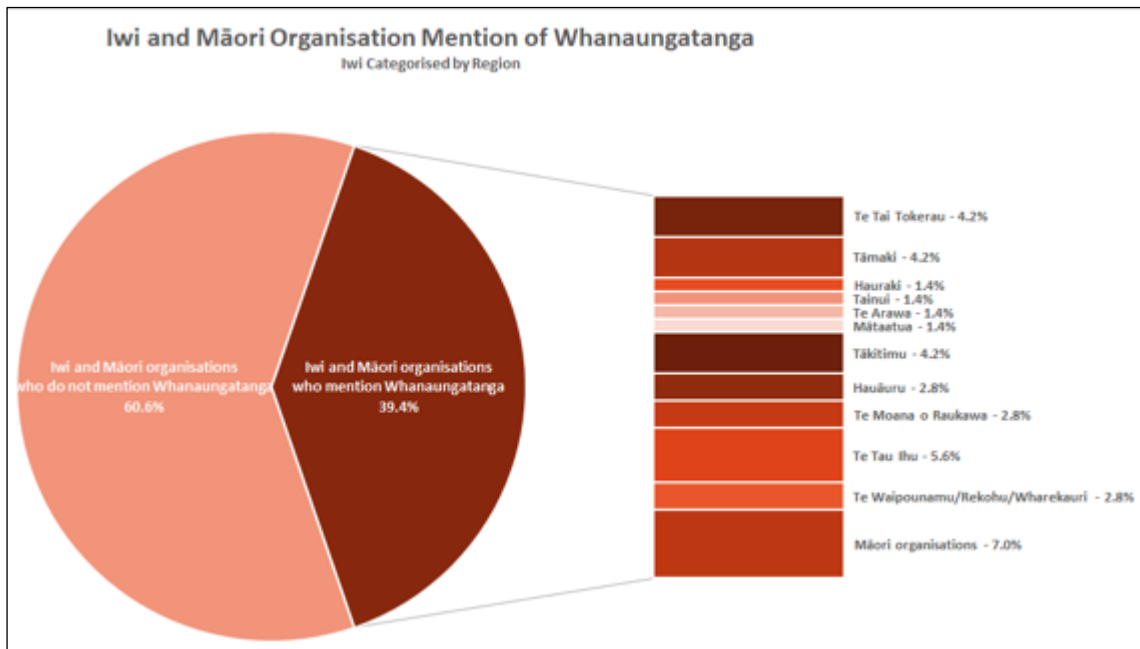 Iwi and Māori Organisation Mention of Whanaungatanga
Iwi Categorised by Region
Iwi and Māori organisations
who do not mention Whanaungatanga
60.6%
Iwi and Māori organisations
who mention Whanaungatanga
39.4%
Te Tai Tokerau - 4.2%
Tāmaki - 4.2%
Hauraki - 1.4%
Tainui - 1.4%
Te Arawa - 1.4%
Mātaatua - 1.4%
Tākitimu - 4.2%
Hauāuru - 2.8%
Te Moana o Raukawa - 2.8%
Te Tau Ihu - 5.6%
Te Waipounamu/Rekohu/Wharekauri - 2.8%
Māori organisations - 7.0%